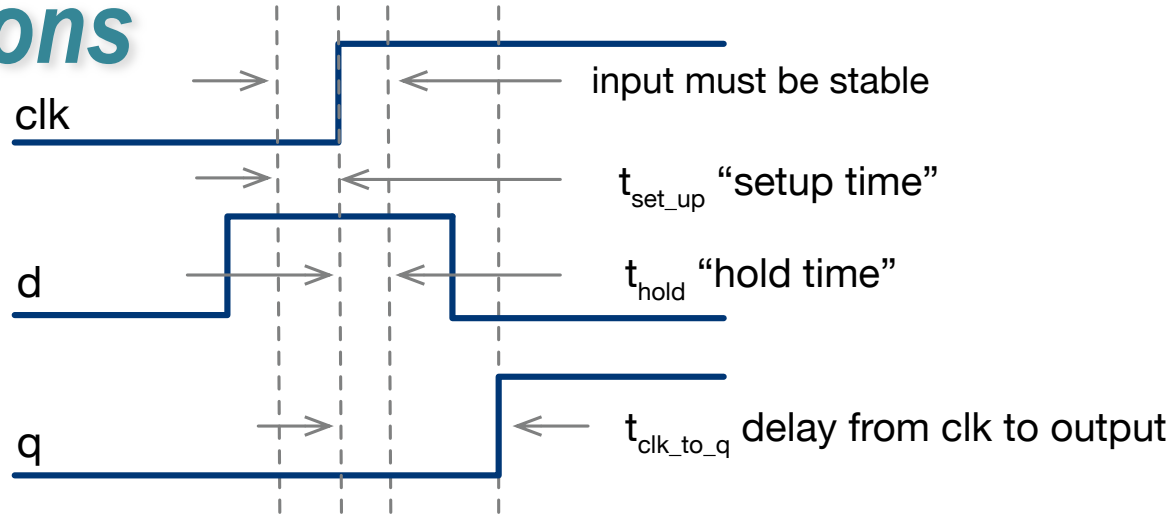 ons
input must be stable
clk
t_set_up “setup time”
d
t_hold “hold time”
q
t_clk_to_q delay from clk to output